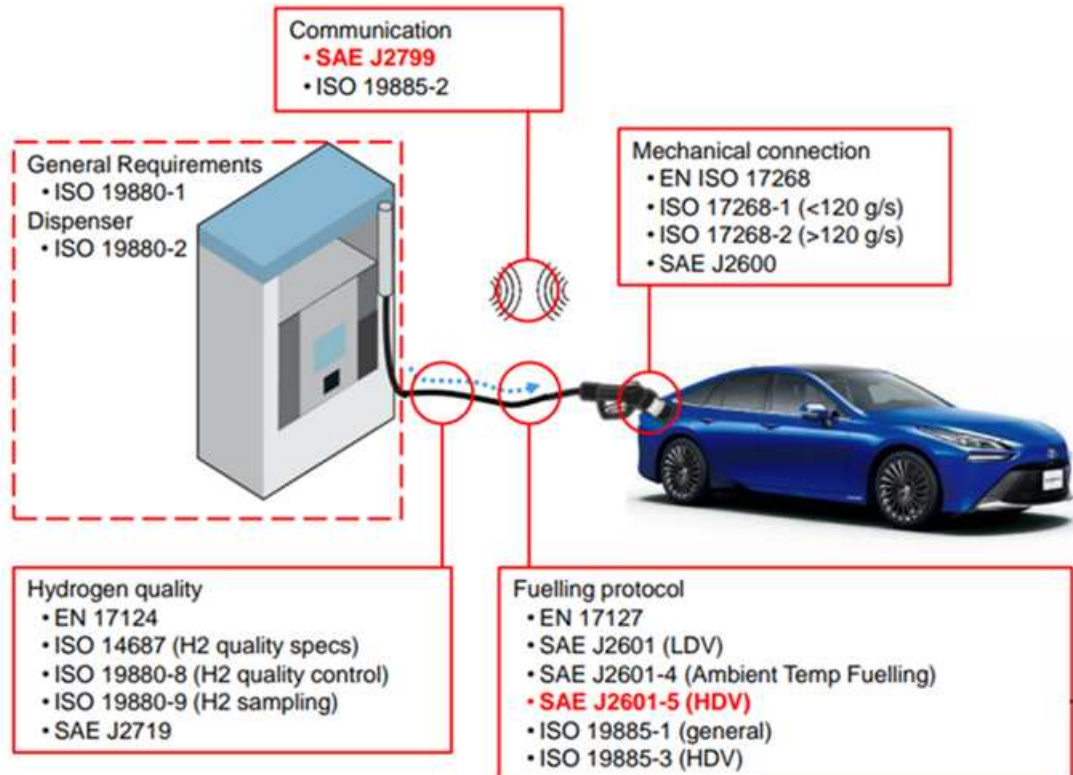 Communication
• SAE J2799
• ISO 19885-2
General Requirements
• ISO 19880-1
Dispenser
• ISO 19880-2
Mechanical connection
• EN ISO 17268
• ISO 17268-1 (<120 g/s)
• ISO 17268-2 (>120 g/s)
• SAE J2600
Hydrogen quality
• EN 17124
• ISO 14687 (H2 quality specs)
• ISO 19880-8 (H2 quality control)
• ISO 19880-9 (H2 sampling)
• SAE J2719
Fuelling protocol
• EN 17127
• SAE J2601 (LDV)
• SAE J2601-4 (Ambient Temp Fuelling)
• SAE J2601-5 (HDV)
• ISO 19885-1 (general)
• ISO 19885-3 (HDV)